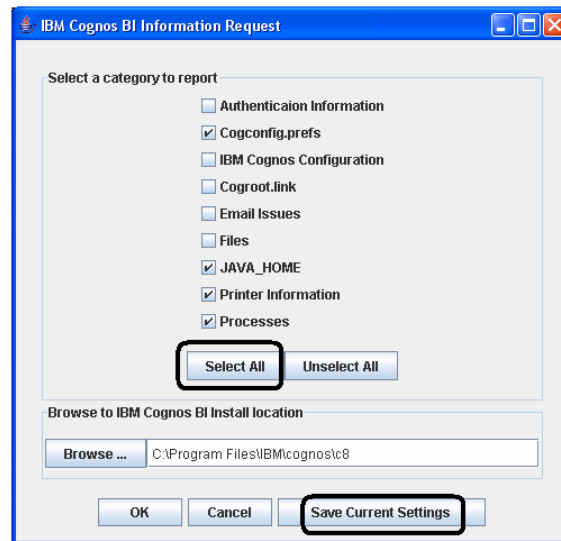 IBM Cognos BI Information Request
Select a category to report
Authenticaion Information
Cogconfig.prefs
IBM Cognos Configuration
Cogroot.link
Email Issues
Files
JAVA_HOME
Printer Information
Processes
Select All Unselect All
Browse to IBM Cognos BI Install location
Browse ... C:\Program Files\IBM\cognos\c8
OK Cancel Save Current Settings